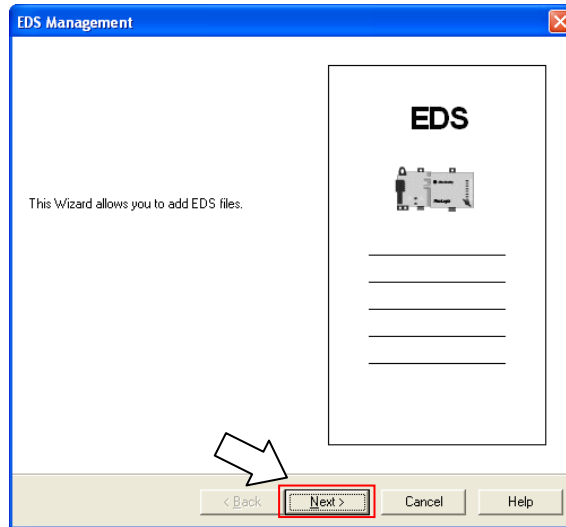 EDS Management
EDS
This Wizard allows you to add EDS files.
< Back
Next >
Cancel
Help